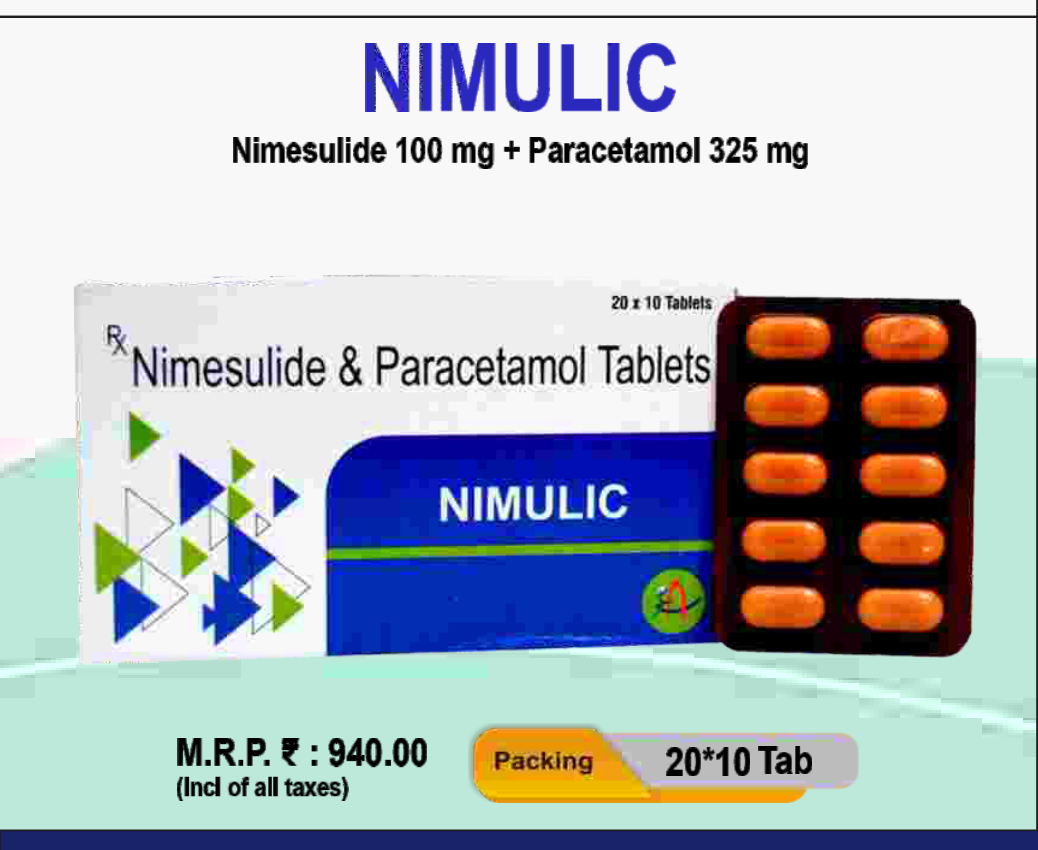 NIMULIC
Nimesulide 100 mg + Paracetamol 325 mg
20 x 10 Tablets
Rx Nimesulide & Paracetamol Tablets
NIMULIC
M.R.P. ₹ : 940.00
(Incl of all taxes)
Packing
20*10 Tab